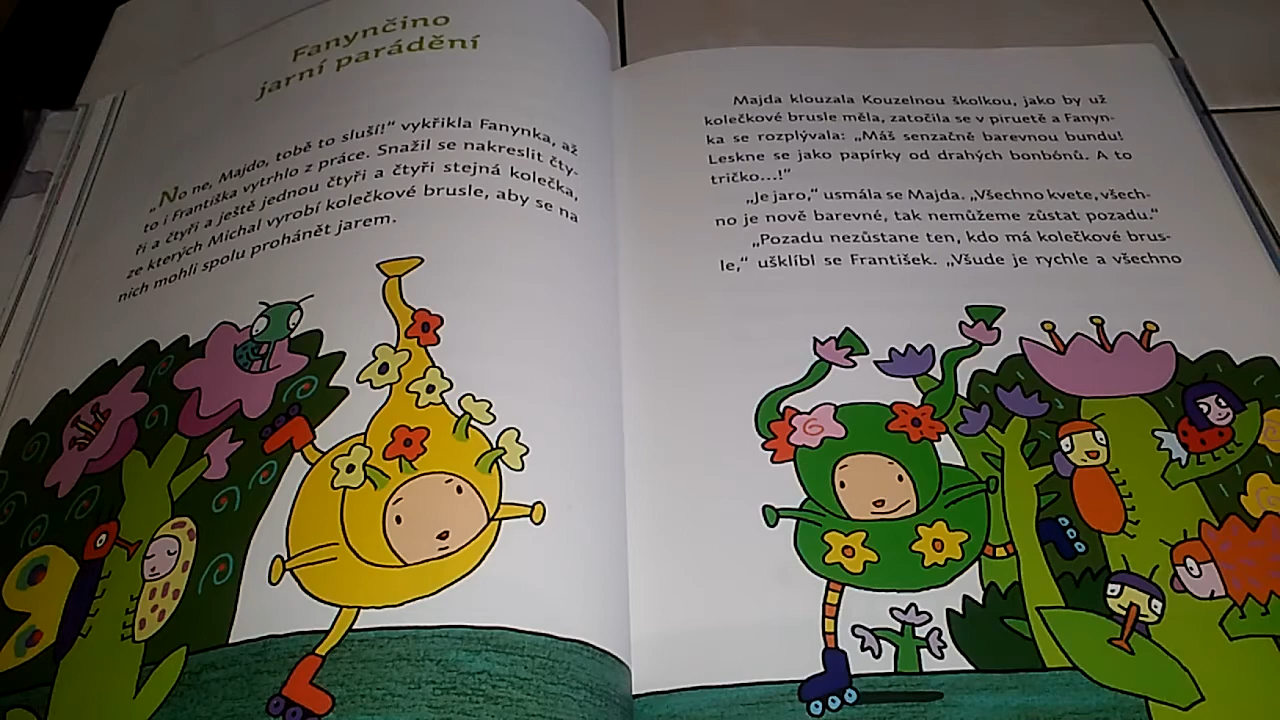 Fanynčino
jarní parádění
„No ne, Majdo, tobě to sluší!“ vykřikla Fanynka, až
to i Františka vytrhlo z práce. Snažil se nakreslit čty-
ři a čtyři a ještě jednou čtyři a čtyři stejná kolečka,
ze kterých Michal vyrobí kolečkové brusle, aby se na
nich mohli spolu prohánět jarem.
Majda klouzala Kouzelnou školkou, jako by už
kolečkové brusle měla, zatočila se v piruetě a Fanyn-
ka se rozplývala: „Máš senzačně barevnou bundu!
Leskne se jako papírky od drahých bonbónů. A to
tričko...!“
„Je jaro,“ usmála se Majda. „Všechno kvete, všech-
no je nově barevné, tak nemůžeme zůstat pozadu.“
„Pozadu nezůstane ten, kdo má kolečkové brus-
le,“ ušklíbl se František. „Všude je rychle a všechno